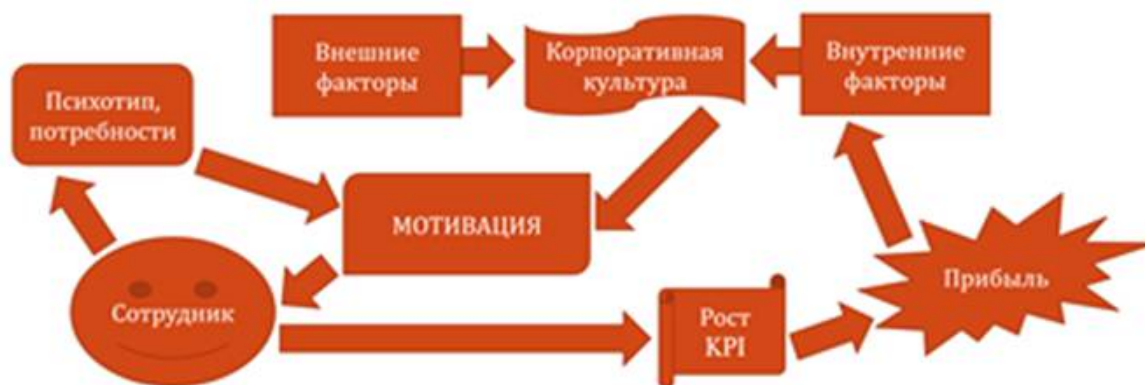 Внешние
факторы
Корпоративная
культура
Внутренние
факторы
Психотип,
потребности
МОТИВАЦИЯ
Сотрудник
Рост
KPI
Прибыль